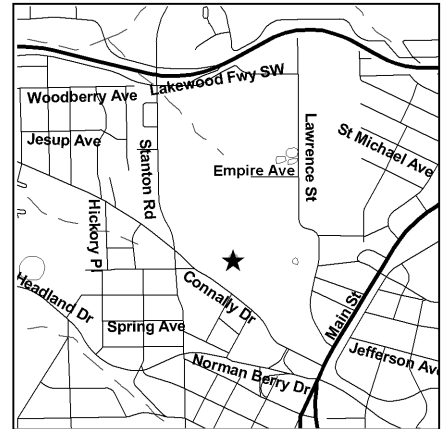 Lakewood Fwy SW
Woodberry Ave
Lawrence St
St Michael Ave
Jesup Ave
Stanton Rd
Empire Ave
Hickory Pl
Headland Dr
Connally Dr
Main St
Spring Ave
Jefferson Ave
Norman Berry Dr